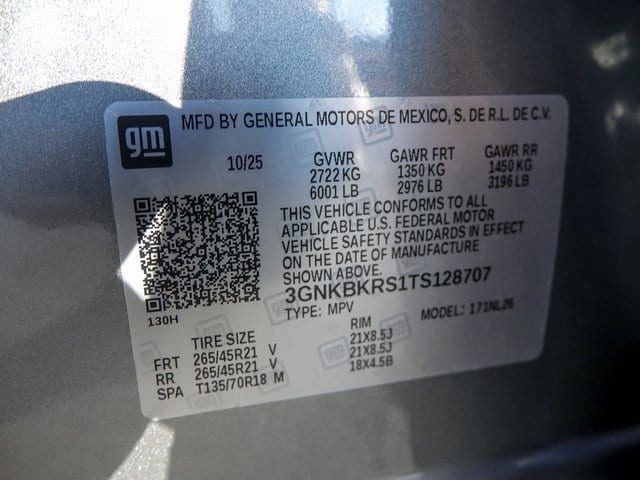 gm
MFD BY GENERAL MOTORS DE MEXICO, S. DE R.L. DE C.V.
10/25
GVWR GAWR FRT GAWR RR
2722 KG 1350 KG 1450 KG
6001 LB 2976 LB 3196 LB
THIS VEHICLE CONFORMS TO ALL
APPLICABLE U.S. FEDERAL MOTOR
VEHICLE SAFETY STANDARDS IN EFFECT
ON THE DATE OF MANUFACTURE
SHOWN ABOVE.
3GNKBKRS1TS128707
TYPE: MPV MODEL: 171NL26
130H
TIRE SIZE RIM
FRT 265/45R21 V 21X8.5J
RR 265/45R21 V 21X8.5J
SPA T135/70R18 M 18X4.5B